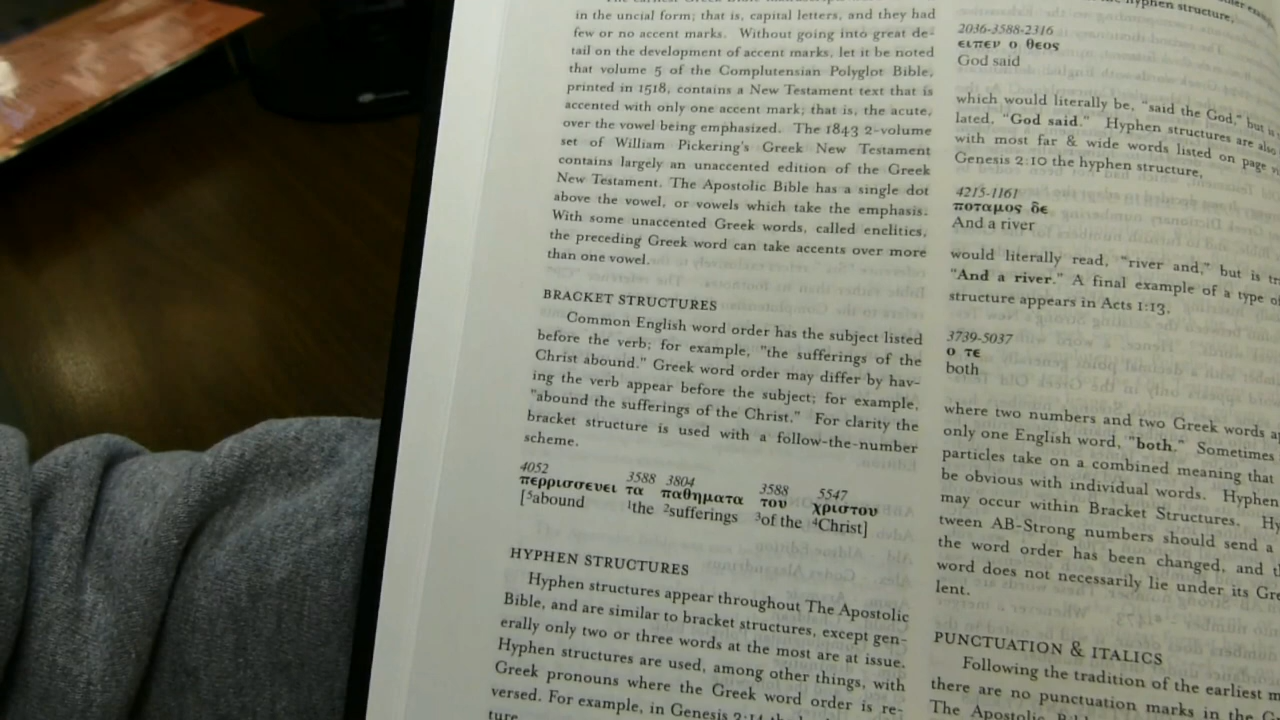 in the uncial form; that is, capital letters, and they had
few or no accent marks. Without going into great de-
tail on the development of accent marks, let it be noted
that volume 5 of the Complutensian Polyglot Bible,
printed in 1518, contains a New Testament text that is
accented with only one accent mark; that is, the acute,
over the vowel being emphasized. The 1843 2-volume
set of William Pickering's Greek New Testament
contains largely an unaccented edition of the Greek
New Testament. The Apostolic Bible has a single dot
above the vowel, or vowels which take the emphasis.
With some unaccented Greek words, called enclitics,
the preceding Greek word can take accents over more
than one vowel.
BRACKET STRUCTURES
Common English word order has the subject listed
before the verb; for example, "the sufferings of the
Christ abound." Greek word order may differ by hav-
ing the verb appear before the subject; for example,
"abound the sufferings of the Christ." For clarity the
bracket structure is used with a follow-the-number
scheme.
4052 3588 3804 3588 5547
περρισσευει τα παθηματα του χριστου
[⁵abound ¹the ²sufferings ³of the ⁴Christ]
HYPHEN STRUCTURES
Hyphen structures appear throughout The Apostolic
Bible, and are similar to bracket structures, except gen-
erally only two or three words at the most are at issue.
Hyphen structures are used, among other things, with
Greek pronouns where the Greek word order is re-
versed. For example, in Genesis 2:14
ture
hyphen structure,
2036-3588-2316
ειπεν ο θεος
God said
which would literally be, "said the God," but is
lated, "God said." Hyphen structures are also
with most far & wide words listed on page
Genesis 2:10 the hyphen structure,
4215-1161
ποταμος δε
And a river
would literally read, "river and," but is
"And a river." A final example of a type of
structure appears in Acts 1:13.
3739-5037
ο τε
both
where two numbers and two Greek words
only one English word, "both." Sometimes
particles take on a combined meaning that
be obvious with individual words. Hyphen
may occur within Bracket Structures.
tween AB-Strong numbers should send a
the word order has been changed, and
word does not necessarily lie under its
lent.
PUNCTUATION & ITALICS
Following the tradition of the earliest
there are no punctuation marks in the
The Apostolic